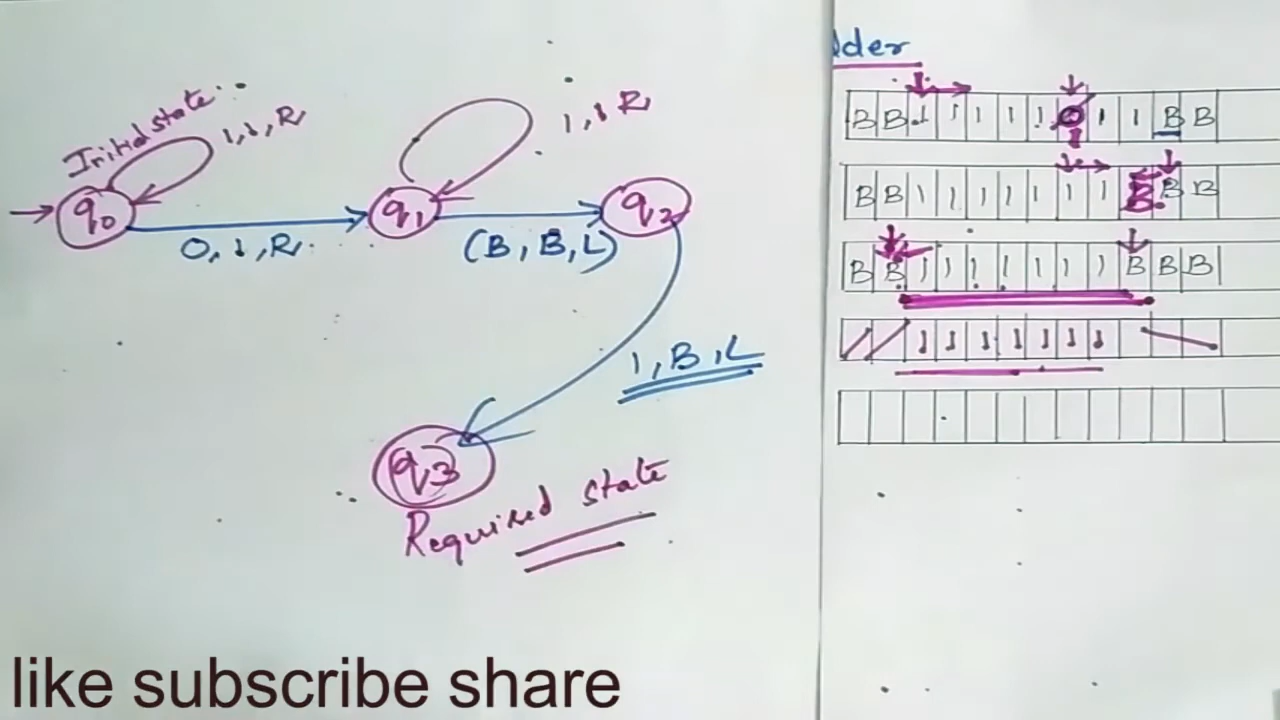 Initial state
1, 1, R
1, 1 R
q0
q1
q2
0, 1, R
(B, B, L)
1, B, L
q3
Required state
dder
B B 1 1 1 1 1 0 1 1 B B
B B 1 1 1 1 1 1 1 B B B
B B 1 1 1 1 1 1 1 B B B
1 1 1 1 1 1 1
like subscribe share